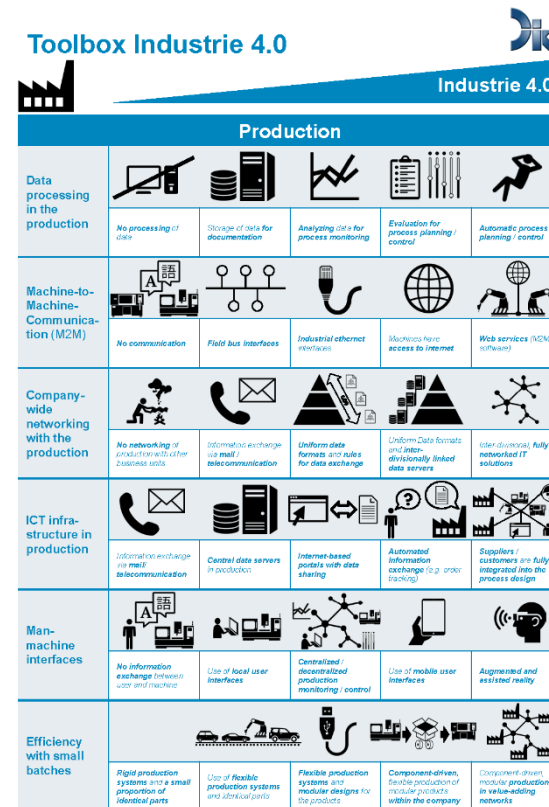 Toolbox Industrie 4.0
Industrie 4.0
Production
Data
processing
in the
production
No processing of
data
Storage of data for
documentation
Analyzing data for
process monitoring
Evaluation for
process planning /
control
Automatic process
planning / control
Machine-to-
Machine-
Communica-
tion (M2M)
A 語
No communication
Field bus interfaces
Industrial ethernet
interfaces
Machines have
access to internet
Web services (M2M
software)
Company-
wide
networking
with the
production
No networking of
production with other
business units
Information exchange
via mail /
telecommunication
Uniform data
formats and rules
for data exchange
Uniform Data formats
and inter-
divisionally linked
data servers
Inter-divisional, fully
networked IT
solutions
ICT infra-
structure in
production
?
Information exchange
via mail/
telecommunication
Central data servers
in production
Internet-based
portals with data
sharing
Automated
information
exchange (e.g. order
tracking)
Suppliers /
customers are fully
integrated into the
process design
Man-
machine
interfaces
A 語
No information
exchange between
user and machine
Use of local user
interfaces
Centralized /
decentralized
production
monitoring / control
Use of mobile user
interfaces
Augmented and
assisted reality
Efficiency
with small
batches
Rigid production
systems and a small
proportion of
identical parts
Use of flexible
production systems
and identical parts
Flexible production
systems and
modular designs for
the products
Component-driven,
flexible production of
modular products
within the company
Component-driven,
modular production
in value-adding
networks